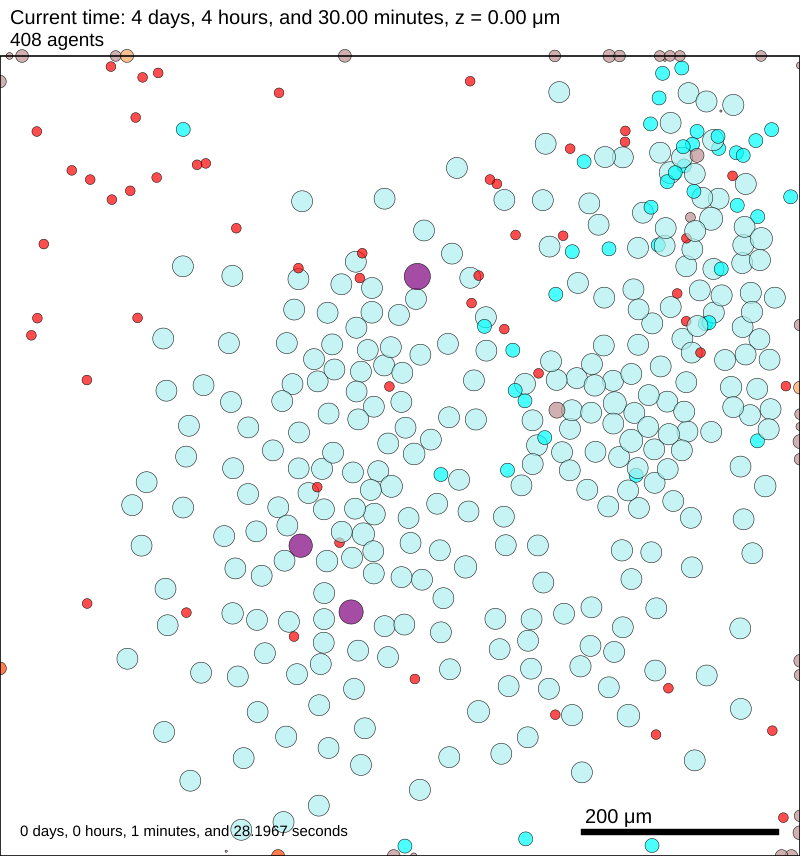 Current time: 4 days, 4 hours, and 30.00 minutes, z = 0.00 μm
408 agents
200 μm
0 days, 0 hours, 1 minutes, and 28.1967 seconds